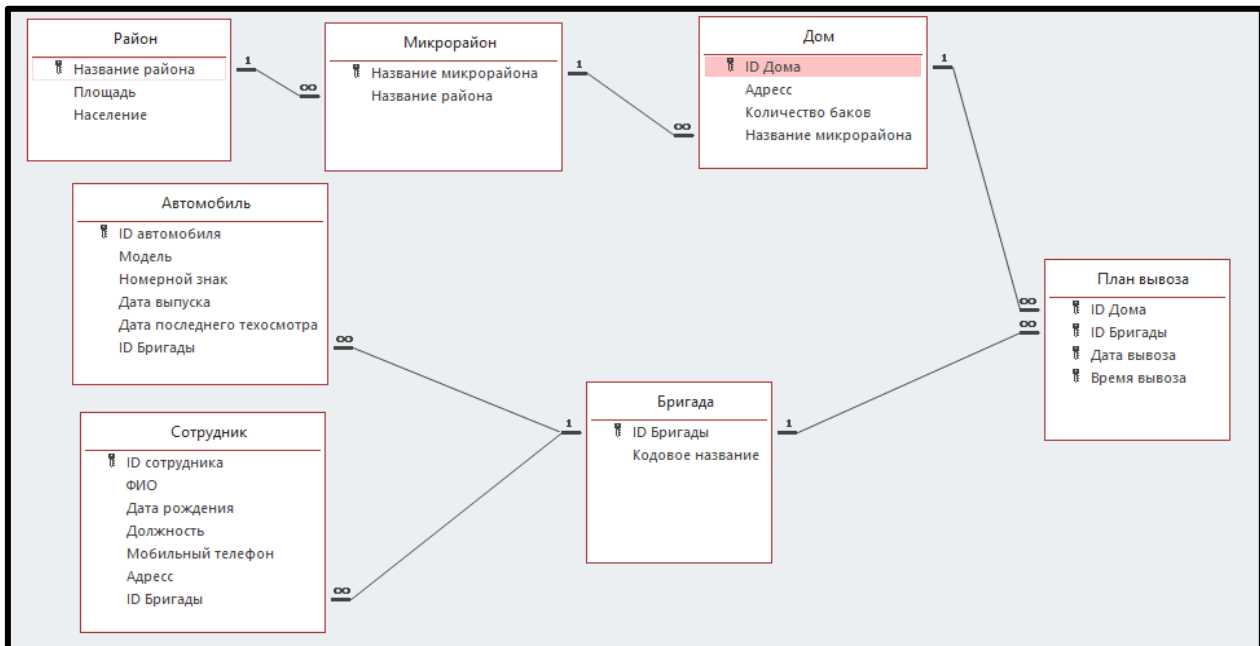 Район
Название района
Площадь
Население
1
∞
Микрорайон
Название микрорайона
Название района
1
∞
Дом
ID Дома
Адресс
Количество баков
Название микрорайона
1
Автомобиль
ID автомобиля
Модель
Номерной знак
Дата выпуска
Дата последнего техосмотра
ID Бригады
∞
Сотрудник
ID сотрудника
ФИО
Дата рождения
Должность
Мобильный телефон
Адресс
ID Бригады
∞
1
Бригада
ID Бригады
Кодовое название
1
∞
∞
План вывоза
ID Дома
ID Бригады
Дата вывоза
Время вывоза